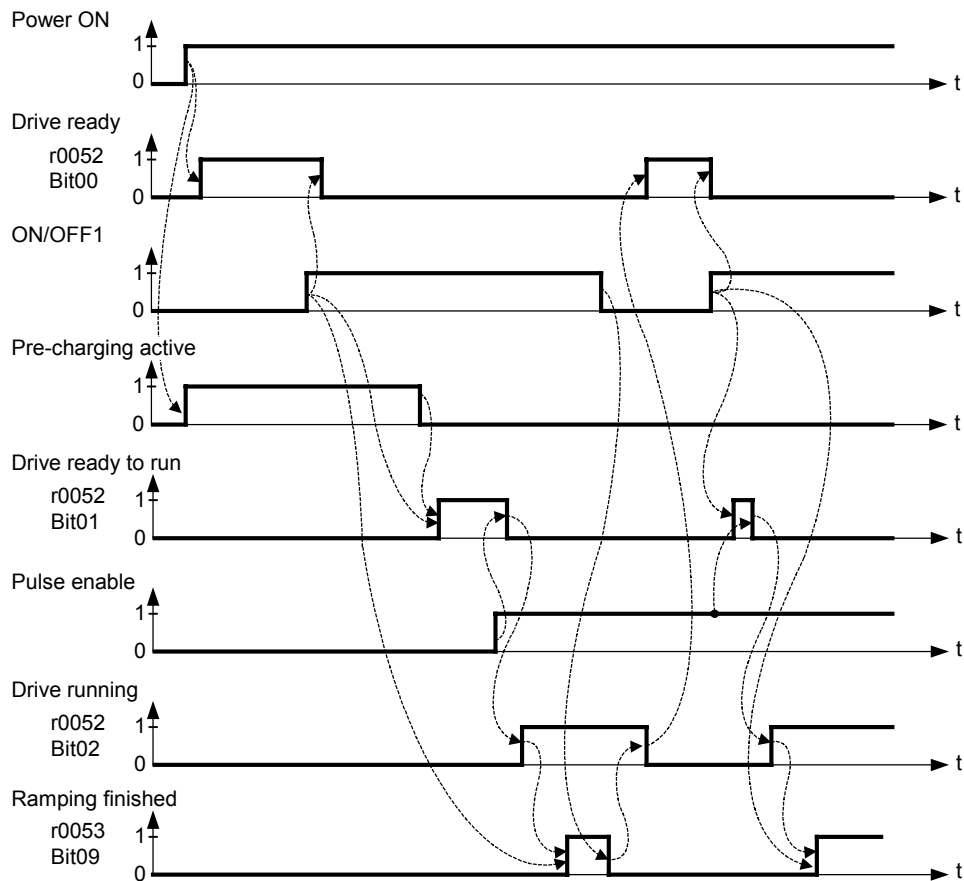 Power ON
1
0
t
Drive ready
r0052
Bit00
1
0
t
ON/OFF1
1
0
t
Pre-charging active
1
0
t
Drive ready to run
r0052
Bit01
1
0
t
Pulse enable
1
0
t
Drive running
r0052
Bit02
1
0
t
Ramping finished
r0053
Bit09
1
0
t